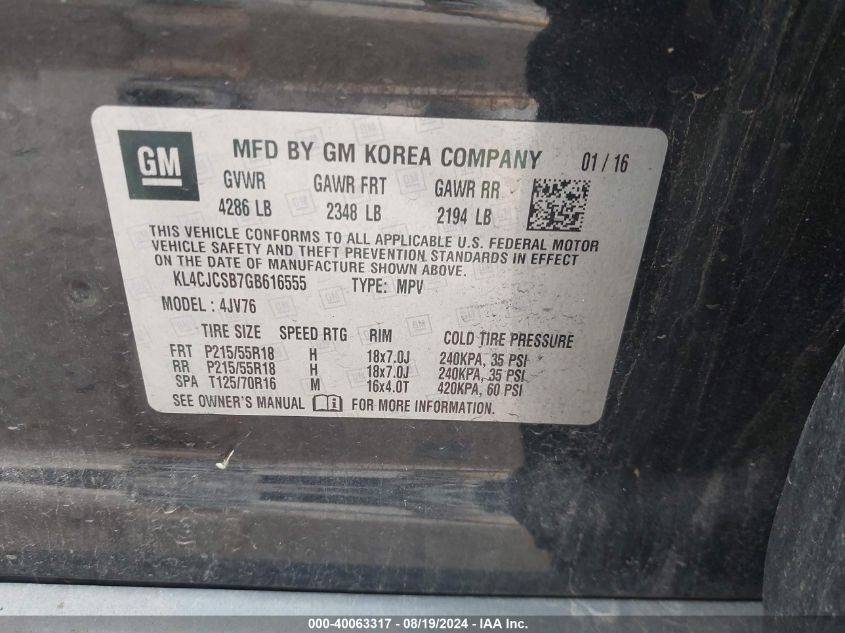 GM MFD BY GM KOREA COMPANY 01 / 16
GVWR GAWR FRT GAWR RR
4286 LB 2348 LB 2194 LB
THIS VEHICLE CONFORMS TO ALL APPLICABLE U.S. FEDERAL MOTOR
VEHICLE SAFETY AND THEFT PREVENTION STANDARDS IN EFFECT
ON THE DATE OF MANUFACTURE SHOWN ABOVE.
KL4CJCSB7GB616555 TYPE: MPV
MODEL : 4JV76
TIRE SIZE SPEED RTG RIM COLD TIRE PRESSURE
FRT P215/55R18 H 18x7.0J 240KPA, 35 PSI
RR P215/55R18 H 18x7.0J 240KPA, 35 PSI
SPA T125/70R16 M 16x4.0T 420KPA, 60 PSI
SEE OWNER'S MANUAL FOR MORE INFORMATION.
000-40063317 - 08/19/2024 - IAA Inc.